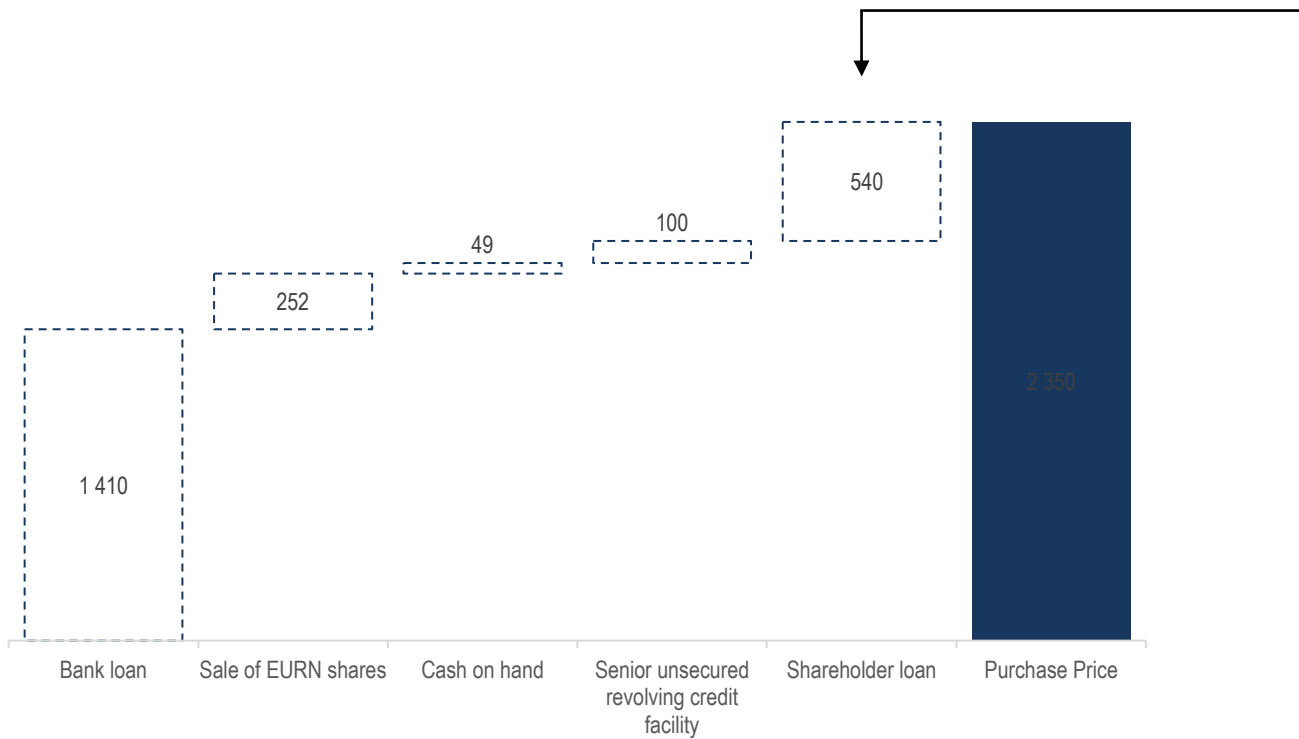 540
100
49
252
2 350
1 410
Bank loan
Sale of EURN shares
Cash on hand
Senior unsecured
revolving credit
facility
Shareholder loan
Purchase Price